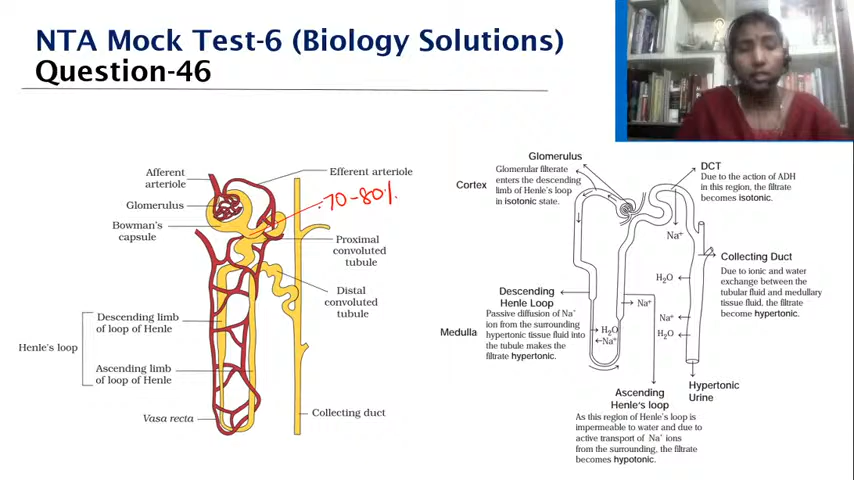 NTA Mock Test-6 (Biology Solutions)
Question-46
Afferent
arteriole
Efferent arteriole
.70-80%
Glomerulus
Bowman's
capsule
Proximal
convoluted
tubule
Distal
convoluted
tubule
Descending limb
of loop of Henle
Henle's loop
Ascending limb
of loop of Henle
Vasa recta
Collecting duct
Glomerulus
Glomerular filterate
enters the descending
limb of Henle's loop
in isotonic state.
Cortex
DCT
Due to the action of ADH
in this region, the filtrate
becomes isotonic.
Na+
Collecting Duct
Due to ionic and water
exchange between the
tubular fluid and medullary
tissue fluid, the filtrate
become hypertonic.
H2O
Na+
H2O
Descending
Henle Loop
Passive diffusion of Na+
ion from the surrounding
hypertonic tissue fluid into
the tubule makes the
filtrate hypertonic.
Medulla
Na+
H2O
Na+
Hypertonic
Urine
Ascending
Henle's loop
As this region of Henle's loop is
impermeable to water and due to
active transport of Na+ ions
from the surrounding, the filtrate
becomes hypotonic.